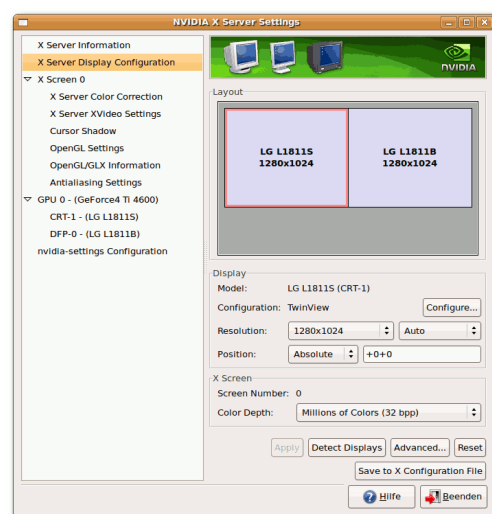 NVIDIA X Server Settings
X Server Information
X Server Display Configuration
X Screen 0
X Server Color Correction
X Server XVideo Settings
Cursor Shadow
OpenGL Settings
OpenGL/GLX Information
Antialiasing Settings
GPU 0 - (GeForce4 Ti 4600)
CRT-1 - (LG L1811S)
DFP-0 - (LG L1811B)
nvidia-settings Configuration
NVIDIA
Layout
LG L1811S
1280x1024
LG L1811B
1280x1024
Display
Model: LG L1811S (CRT-1)
Configuration: TwinView Configure...
Resolution: 1280x1024 Auto
Position: Absolute +0+0
X Screen
Screen Number: 0
Color Depth: Millions of Colors (32 bpp)
Apply Detect Displays Advanced... Reset
Save to X Configuration File
Hilfe Beenden